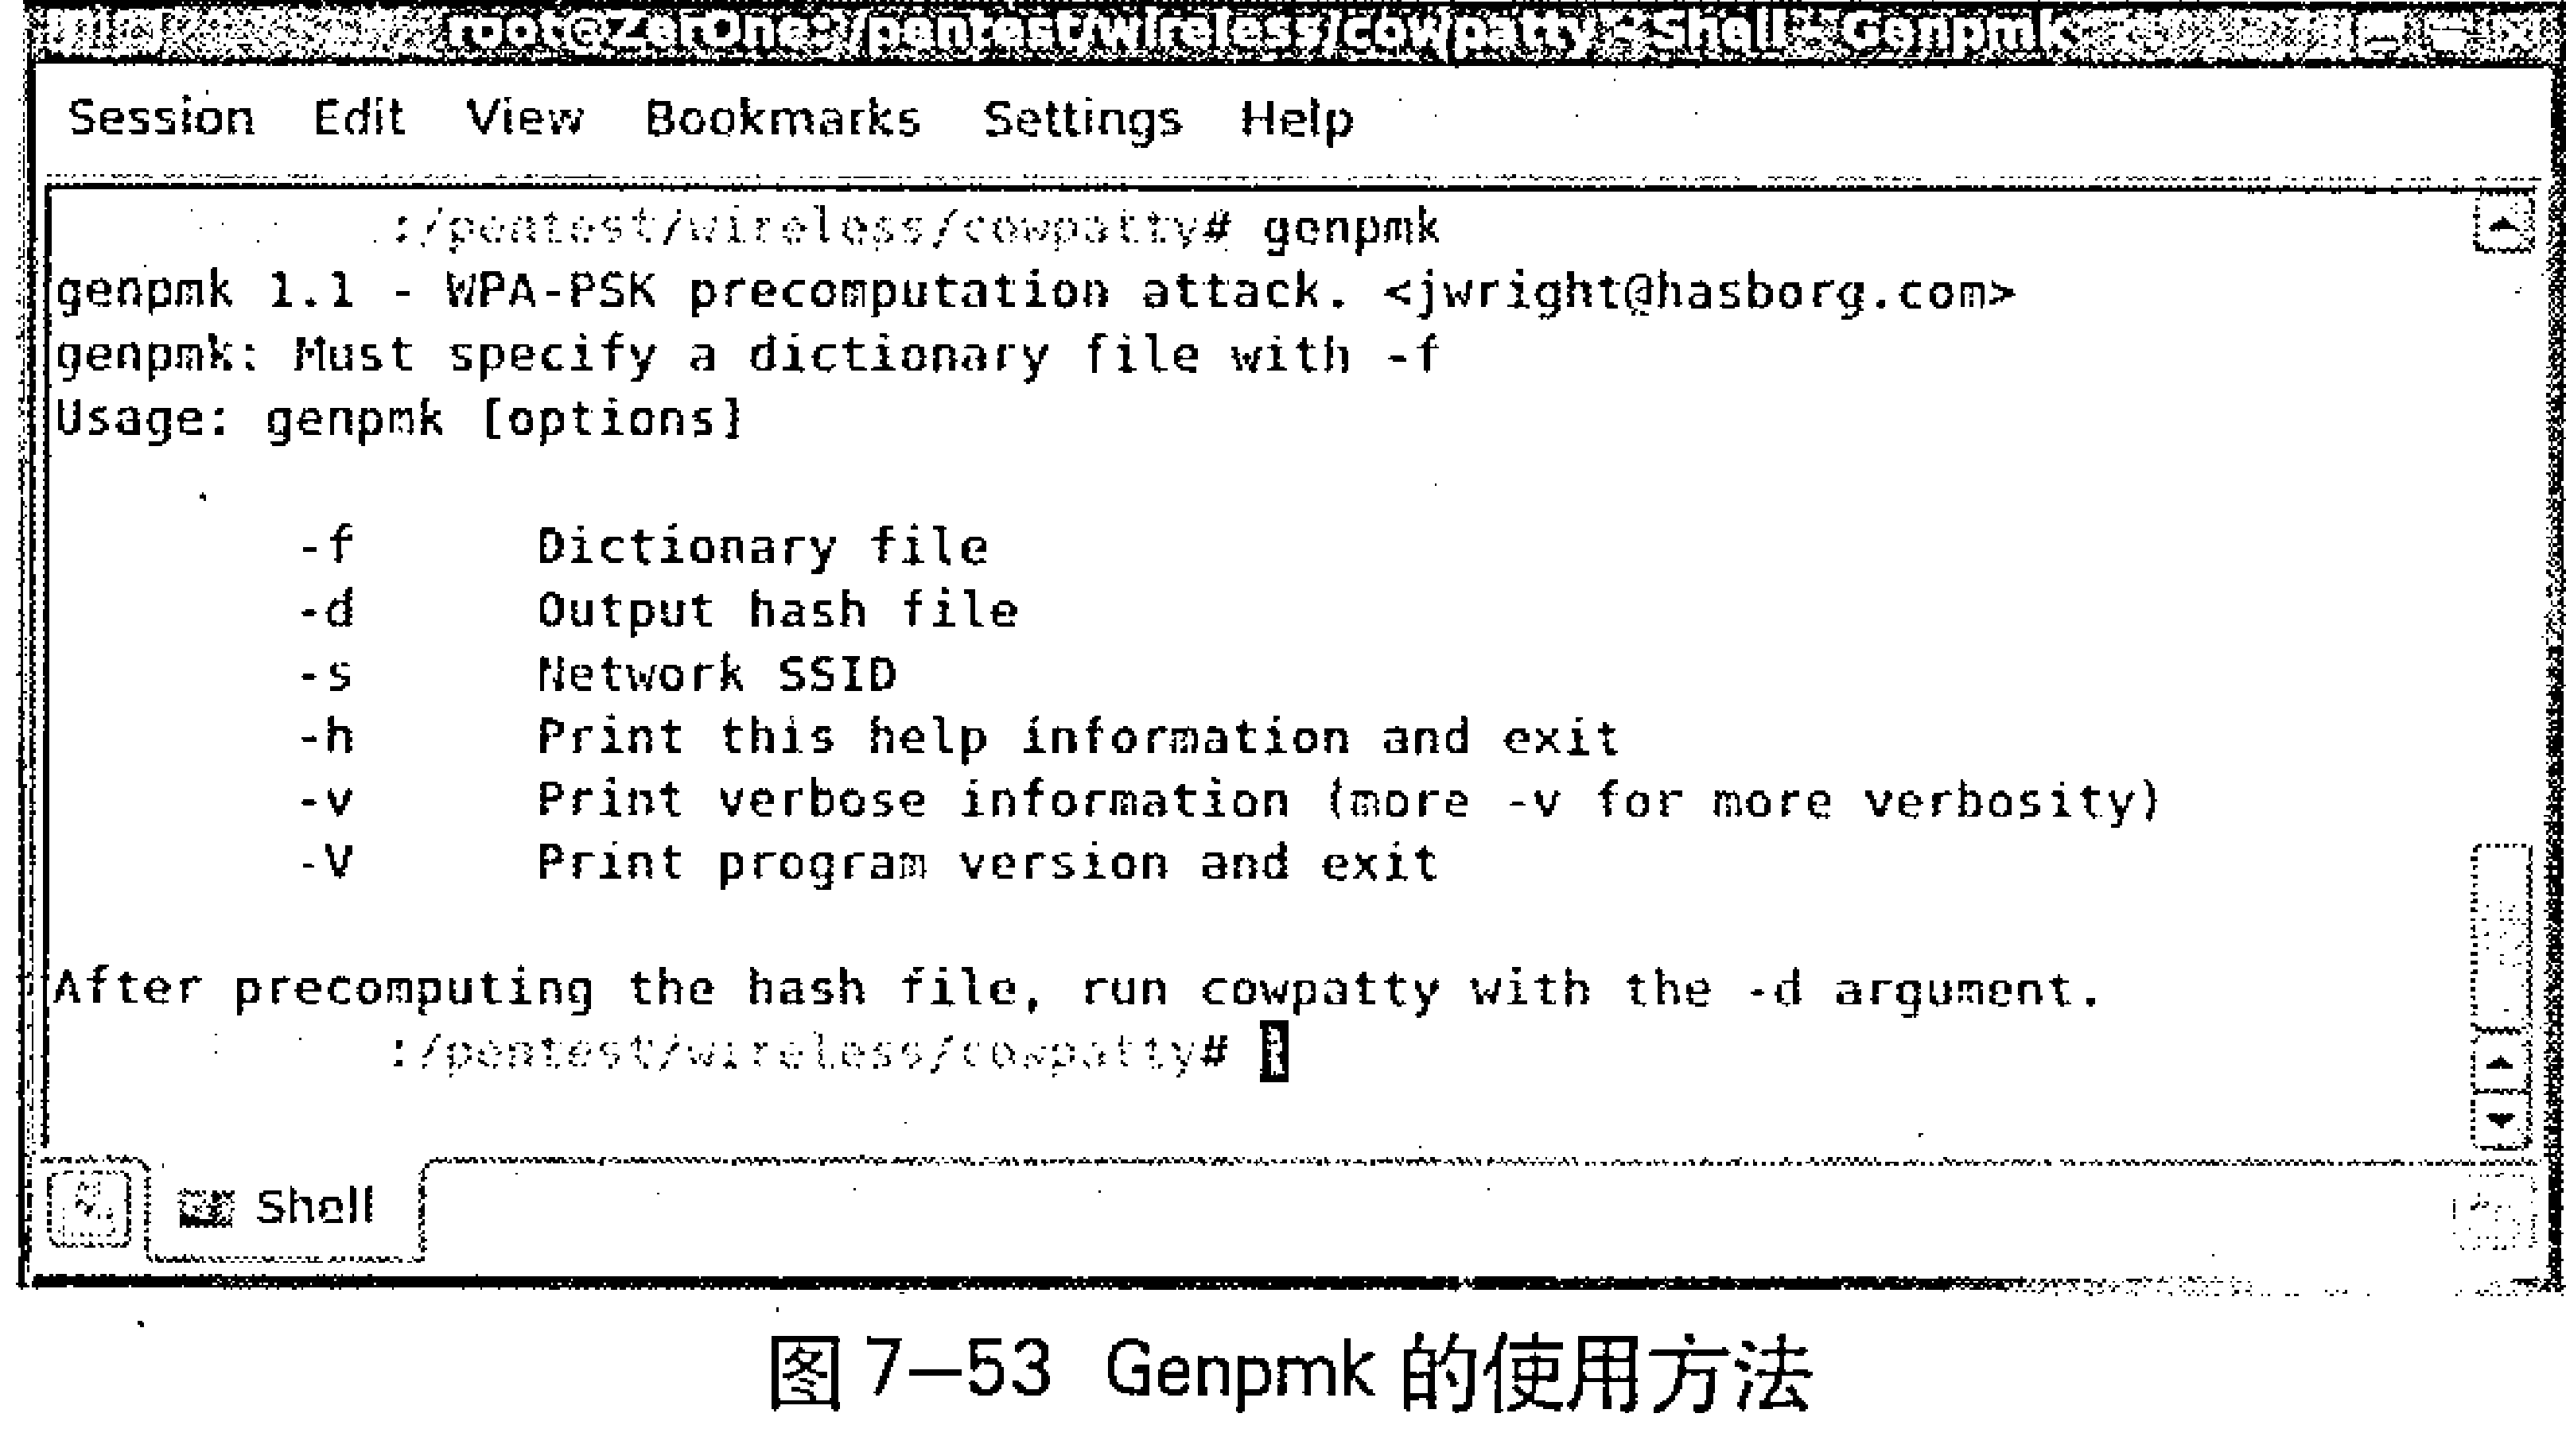 root@ZerOne:/pentest/wireless/cowpatty - Shell - Genpmk
Session Edit View Bookmarks Settings Help
:/pentest/wireless/cowpatty# genpmk
genpmk 1.1 - WPA-PSK precomputation attack. <jwright@hasborg.com>
genpmk: Must specify a dictionary file with -f
Usage: genpmk [options]
-f Dictionary file
-d Output hash file
-s Network SSID
-h Print this help information and exit
-v Print verbose information (more -v for more verbosity)
-V Print program version and exit
After precomputing the hash file, run cowpatty with the -d argument.
:/pentest/wireless/cowpatty#
Shell
图 7-53 Genpmk 的使用方法